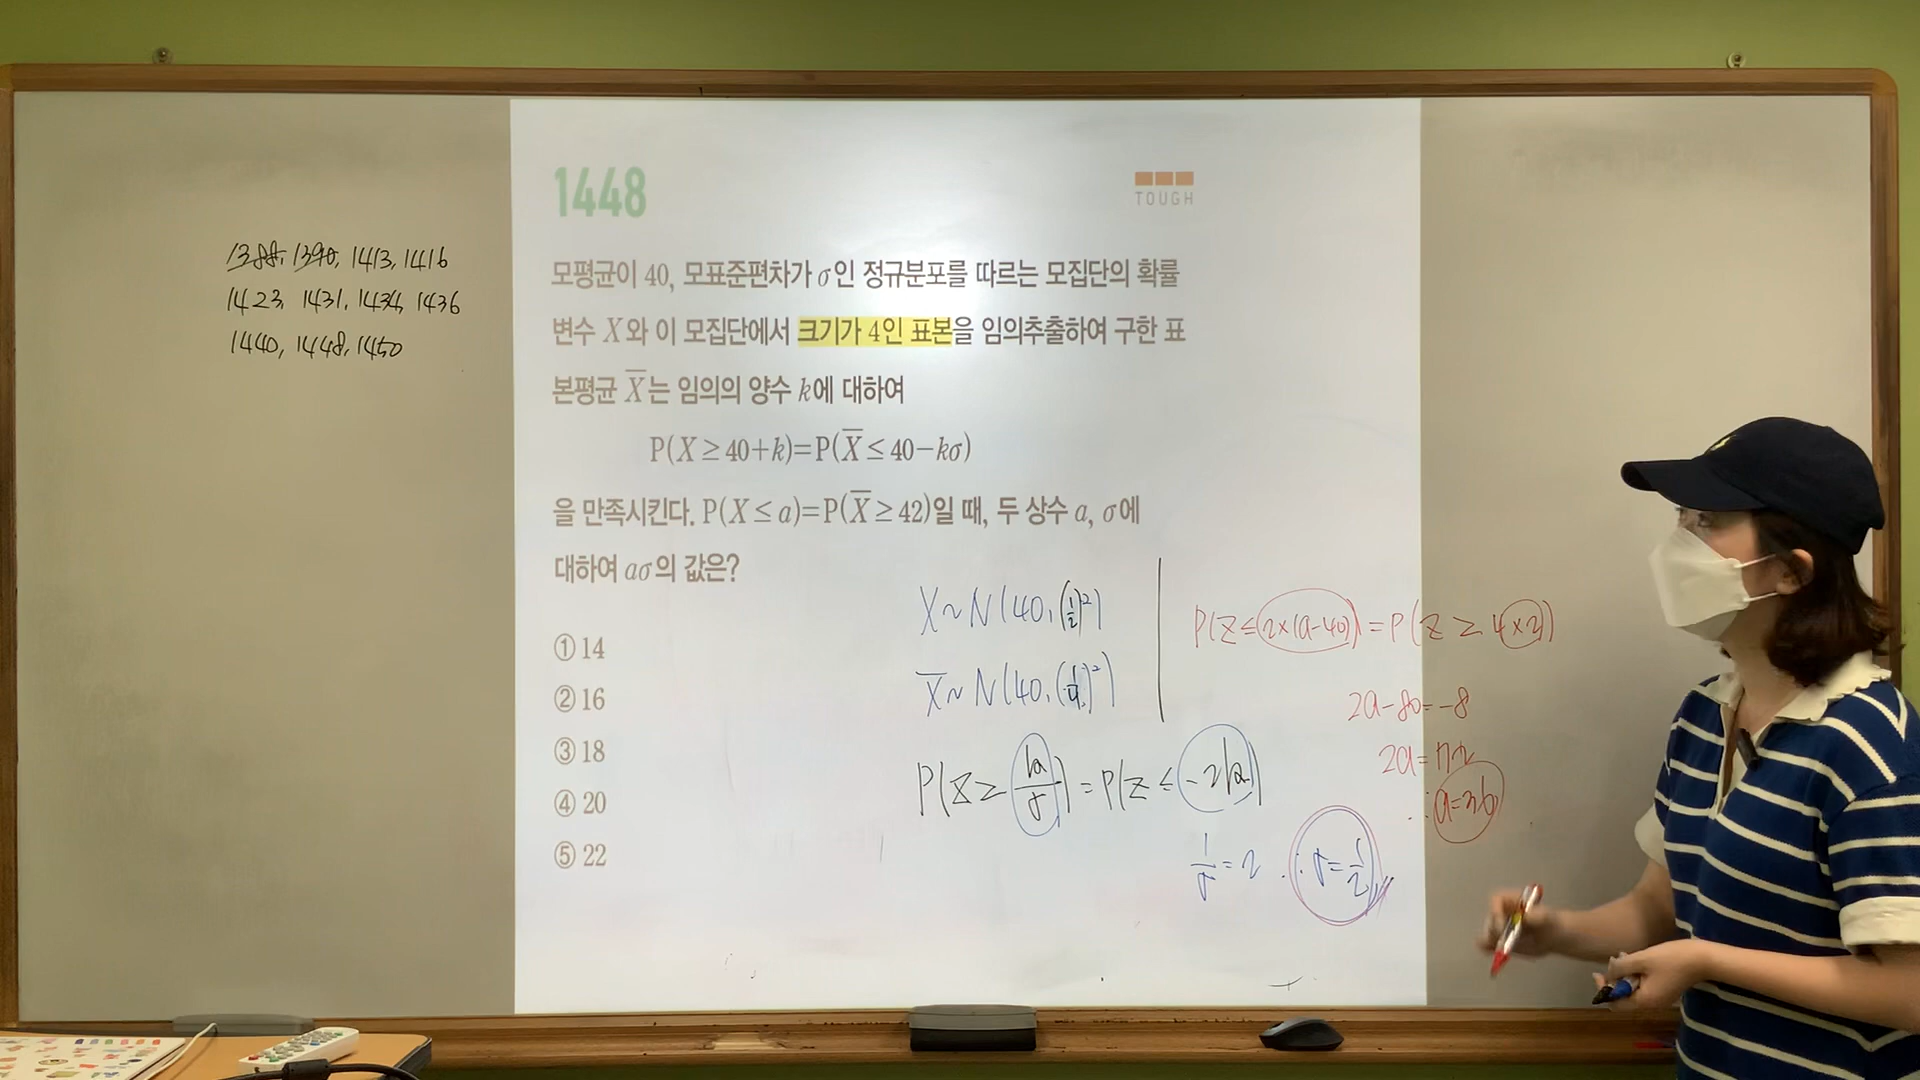 1448
TOUGH
1388, 1390, 1413, 1416
1423, 1431, 1434, 1436
1440, 1448, 1450
모평균이 40, 모표준편차가 σ인 정규분포를 따르는 모집단의 확률
변수 X와 이 모집단에서 크기가 4인 표본을 임의추출하여 구한 표
본평균 X̅는 임의의 양수 k에 대하여
P(X≥40+k)=P(X̅≤40-kσ)
을 만족시킨다. P(X≤a)=P(X̅≥42)일 때, 두 상수 a, σ에
대하여 aσ의 값은?
① 14
② 16
③ 18
④ 20
⑤ 22
X~N(40, (1/2)²)
X̅~N(40, (1/4)²)
P(Z≥k/σ)=P(Z≤-2k)
1/σ=2 ∴σ=1/2
P(Z≤2×(a-40))=P(Z≥4×2)
2a-80=-8
2a=72
∴a=36